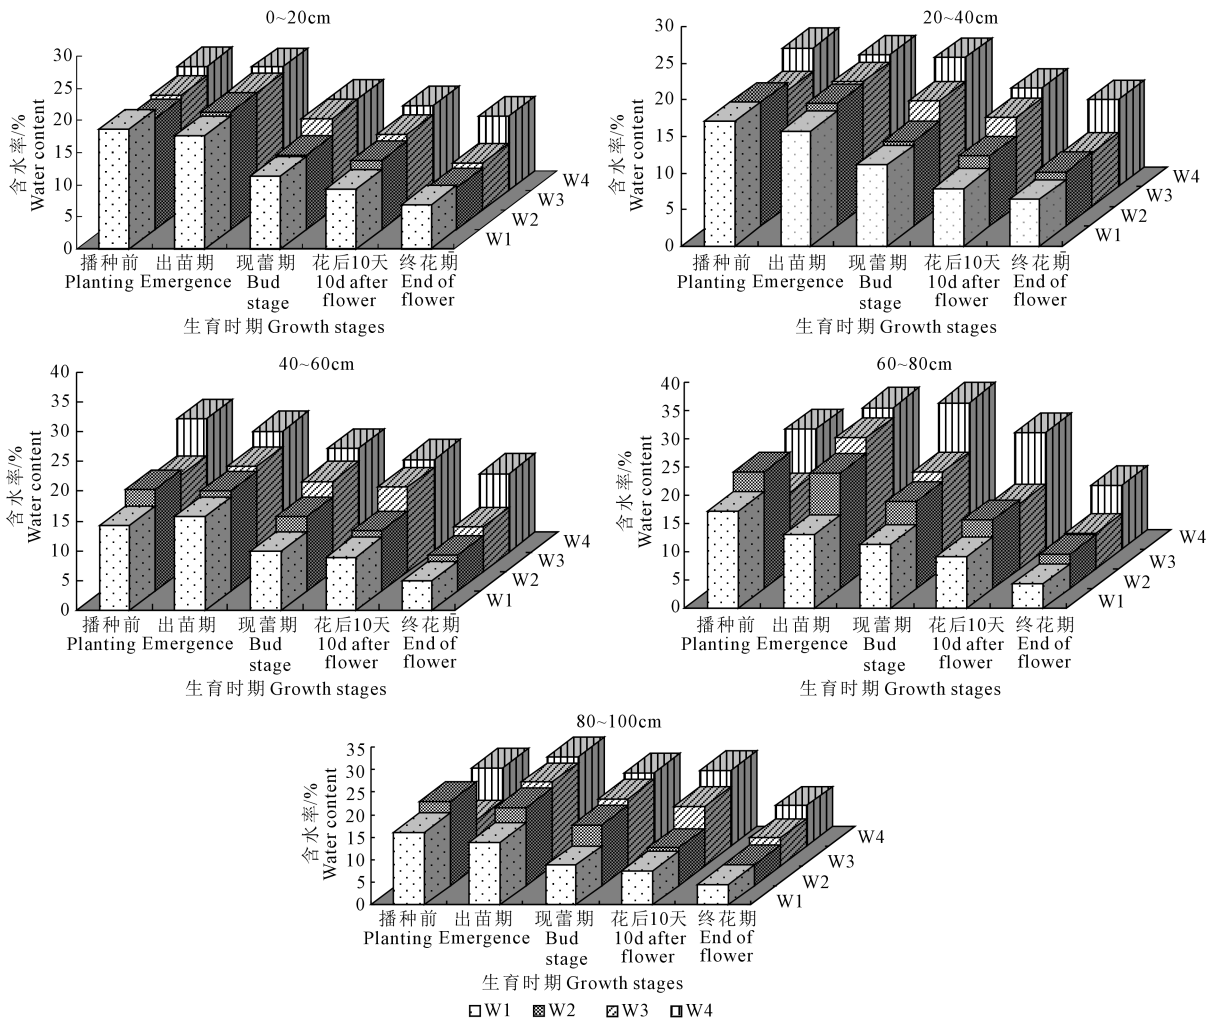 0~20cm
含水率/%
Water content
30
25
20
15
10
5
0
W4
W3
W2
W1
播种前 出苗期 现蕾期 花后10天 终花期
Planting Emergence Bud stage 10d after flower End of flower
生育时期 Growth stages
20~40cm
含水率/%
Water content
30
25
20
15
10
5
0
W4
W3
W2
W1
播种前 出苗期 现蕾期 花后10天 终花期
Planting Emergence Bud stage 10d after flower End of flower
生育时期 Growth stages
40~60cm
含水率/%
Water content
40
35
30
25
20
15
10
5
0
W4
W3
W2
W1
播种前 出苗期 现蕾期 花后10天 终花期
Planting Emergence Bud stage 10d after flower End of flower
生育时期 Growth stages
60~80cm
含水率/%
Water content
40
35
30
25
20
15
10
5
0
W4
W3
W2
W1
播种前 出苗期 现蕾期 花后10天 终花期
Planting Emergence Bud stage 10d after flower End of flower
生育时期 Growth stages
80~100cm
含水率/%
Water content
35
30
25
20
15
10
5
0
W4
W3
W2
W1
播种前 出苗期 现蕾期 花后10天 终花期
Planting Emergence Bud stage 10d after flower End of flower
生育时期 Growth stages
W1 W2 W3 W4